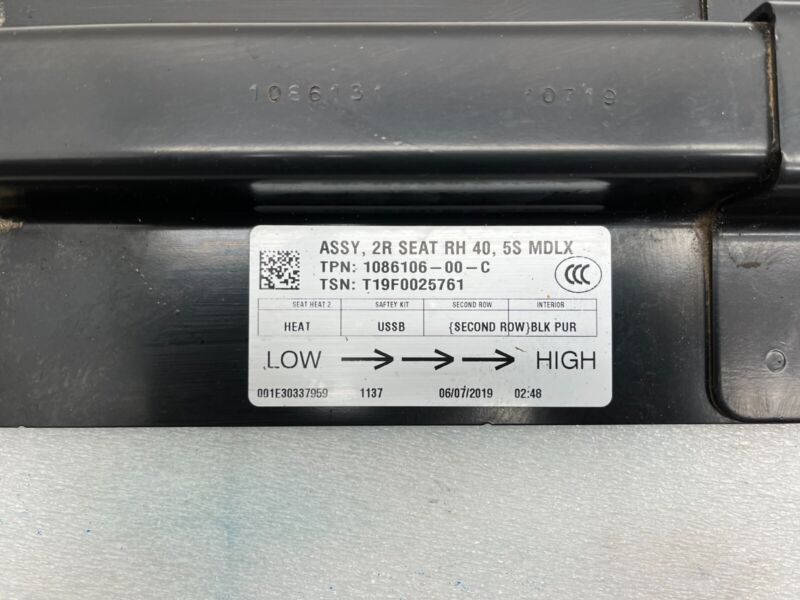 1086131 10719
ASSY, 2R SEAT RH 40, 5S MDLX
TPN: 1086106-00-C
TSN: T19F0025761
CCC
SEAT HEAT 2 SAFTEY KIT SECOND ROW INTERIOR
HEAT USSB {SECOND ROW}BLK PUR
LOW → → → HIGH
001E30337959 1137 06/07/2019 02:48